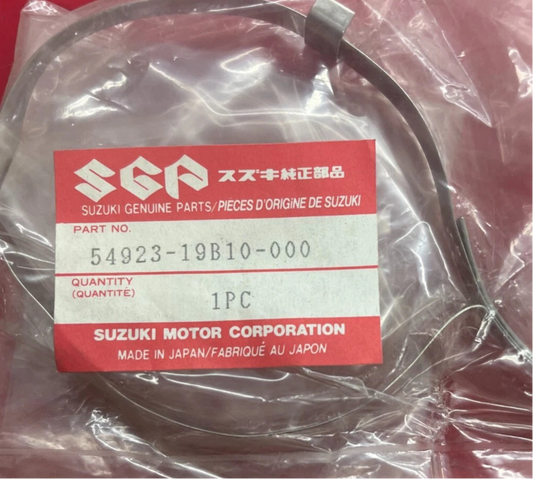 SGP スズキ純正部品
SUZUKI GENUINE PARTS/PIECES D'ORIGINE DE SUZUKI
PART NO.
54923-19B10-000
QUANTITY
(QUANTITÉ)
1PC
SUZUKI MOTOR CORPORATION
MADE IN JAPAN/FABRIQUÉ AU JAPON